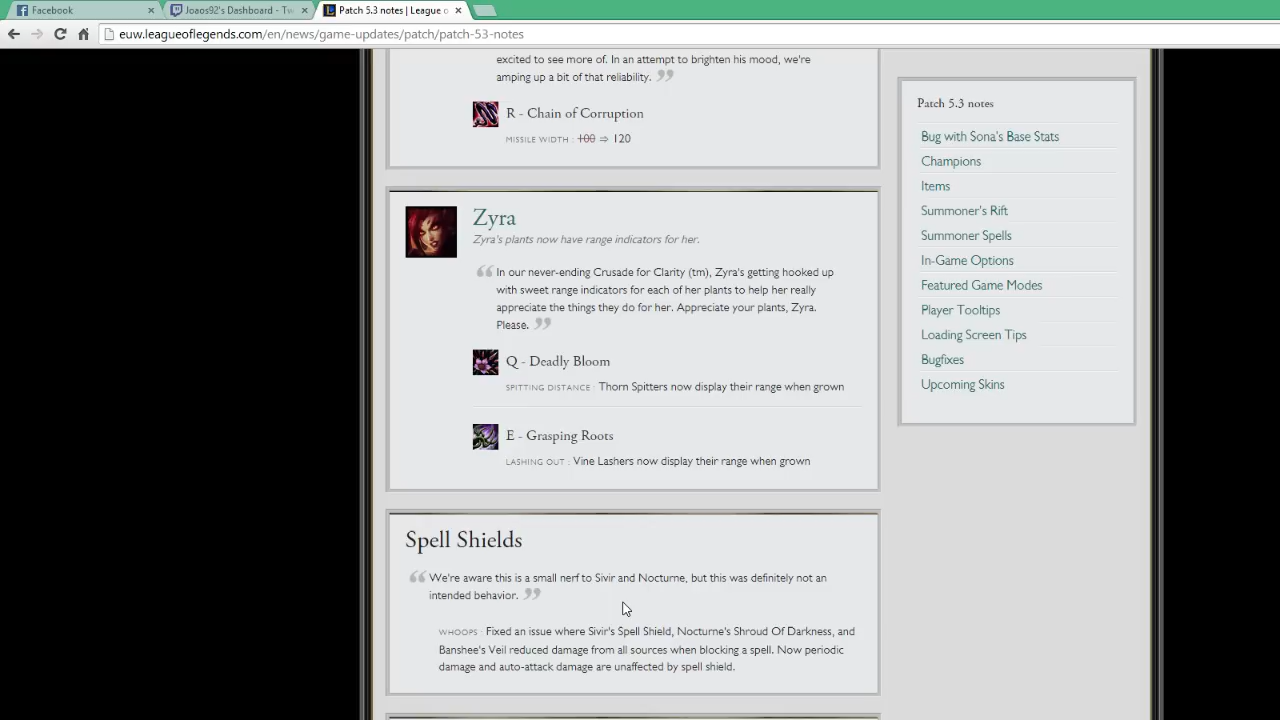 Facebook
Joaos92's Dashboard - Tw
Patch 5.3 notes | League o
euw.leagueoflegends.com/en/news/game-updates/patch/patch-53-notes
excited to see more of. In an attempt to brighten his mood, we're
amping up a bit of that reliability.
R - Chain of Corruption
MISSILE WIDTH : 100 ⇒ 120
Zyra
Zyra's plants now have range indicators for her.
In our never-ending Crusade for Clarity (tm), Zyra's getting hooked up
with sweet range indicators for each of her plants to help her really
appreciate the things they do for her. Appreciate your plants, Zyra.
Please.
Q - Deadly Bloom
SPITTING DISTANCE : Thorn Spitters now display their range when grown
E - Grasping Roots
LASHING OUT : Vine Lashers now display their range when grown
Spell Shields
We're aware this is a small nerf to Sivir and Nocturne, but this was definitely not an
intended behavior.
WHOOPS : Fixed an issue where Sivir's Spell Shield, Nocturne's Shroud Of Darkness, and
Banshee's Veil reduced damage from all sources when blocking a spell. Now periodic
damage and auto-attack damage are unaffected by spell shield.
Patch 5.3 notes
Bug with Sona's Base Stats
Champions
Items
Summoner's Rift
Summoner Spells
In-Game Options
Featured Game Modes
Player Tooltips
Loading Screen Tips
Bugfixes
Upcoming Skins